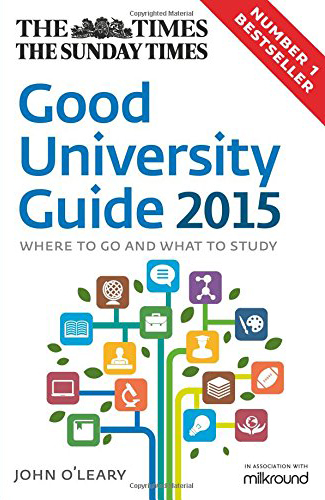 THE TIMES
THE SUNDAY TIMES
NUMBER 1
BESTSELLER
Good
University
Guide 2015
WHERE TO GO AND WHAT TO STUDY
JOHN O'LEARY
IN ASSOCIATION WITH
milkround